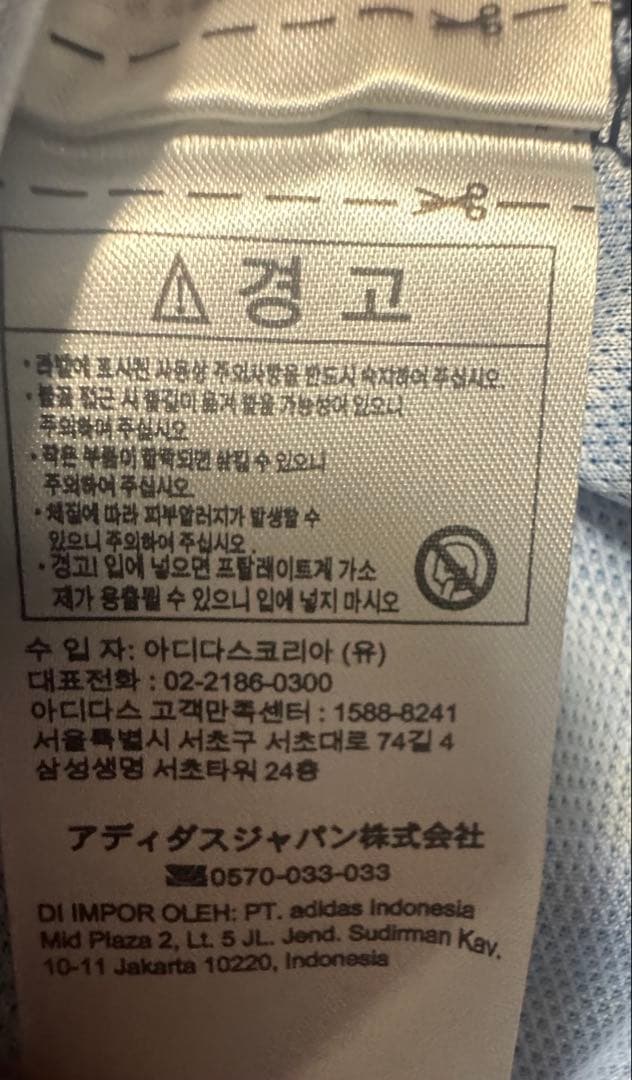 경 고
• 라벨에 표시된 사용상 주의사항을 반드시 숙지하여 주십시오.
• 불꽃 접근 시 불길이 옮겨 붙을 가능성이 있으니
주의하여 주십시오
• 작은 부품이 탈락되면 삼킬 수 있으니
주의하여 주십시오.
• 체질에 따라 피부알러지가 발생할 수
있으니 주의하여 주십시오.
• 경고! 입에 넣으면 프탈레이트계 가소
제가 용출될 수 있으니 입에 넣지 마시오
수 입 자: 아디다스코리아 (유)
대표전화 : 02-2186-0300
아디다스 고객만족센터 : 1588-8241
서울특별시 서초구 서초대로 74길 4
삼성생명 서초타워 24층
アディダスジャパン株式会社
0570-033-033
DI IMPOR OLEH: PT. adidas Indonesia
Mid Plaza 2, Lt. 5 JL. Jend. Sudirman Kav.
10-11 Jakarta 10220, Indonesia